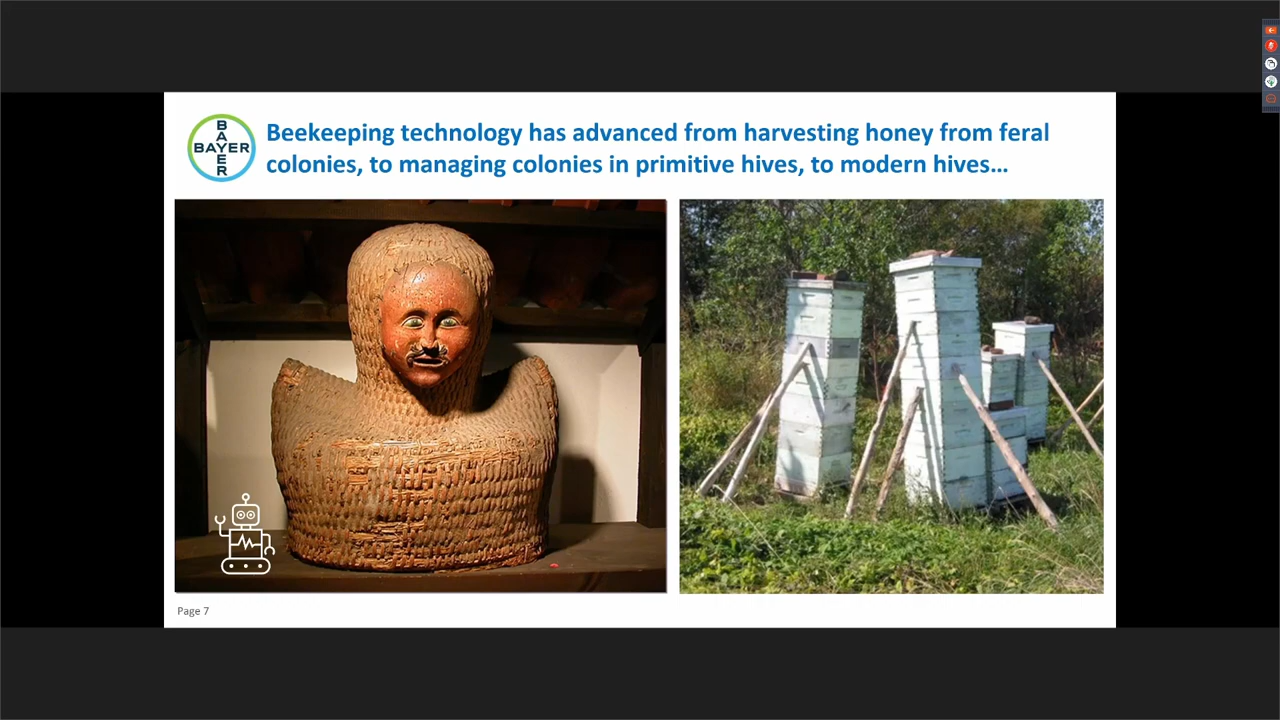 BAYER
BAYER
Beekeeping technology has advanced from harvesting honey from feral
colonies, to managing colonies in primitive hives, to modern hives…
Page 7